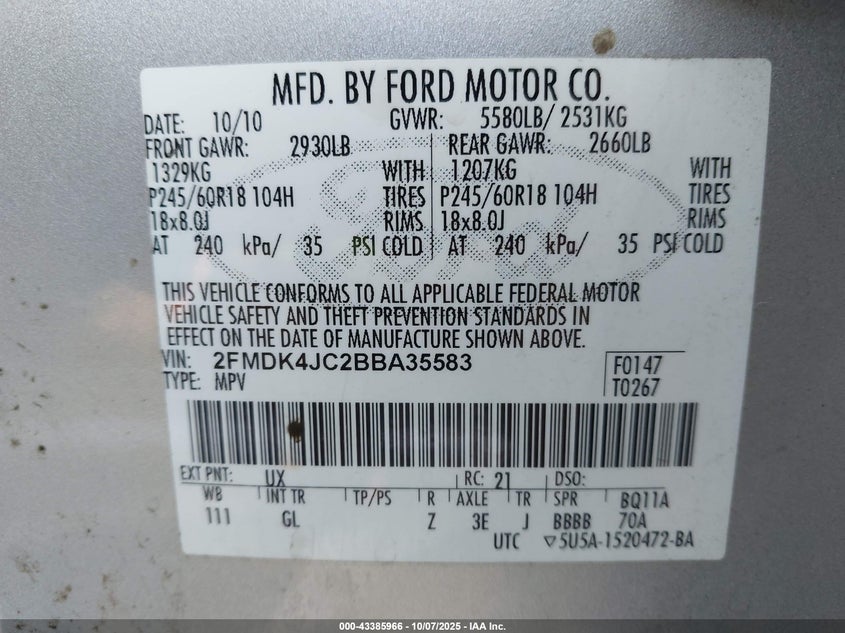 MFD. BY FORD MOTOR CO.
DATE: 10/10 GVWR: 5580LB/ 2531KG
FRONT GAWR: 2930LB REAR GAWR: 2660LB
1329KG WITH 1207KG WITH
P245/60R18 104H TIRES P245/60R18 104H TIRES
18x8.0J RIMS 18x8.0J RIMS
AT 240 kPa/ 35 PSI COLD AT 240 kPa/ 35 PSI COLD
THIS VEHICLE CONFORMS TO ALL APPLICABLE FEDERAL MOTOR
VEHICLE SAFETY AND THEFT PREVENTION STANDARDS IN
EFFECT ON THE DATE OF MANUFACTURE SHOWN ABOVE.
VIN: 2FMDK4JC2BBA35583 F0147
TYPE: MPV T0267
EXT PNT: UX RC: 21 DSO:
WB INT TR TP/PS R AXLE TR SPR BQ11A
111 GL Z 3E J BBBB 70A
UTC ▽5U5A-1520472-BA
000-43385966 - 10/07/2025 - IAA Inc.